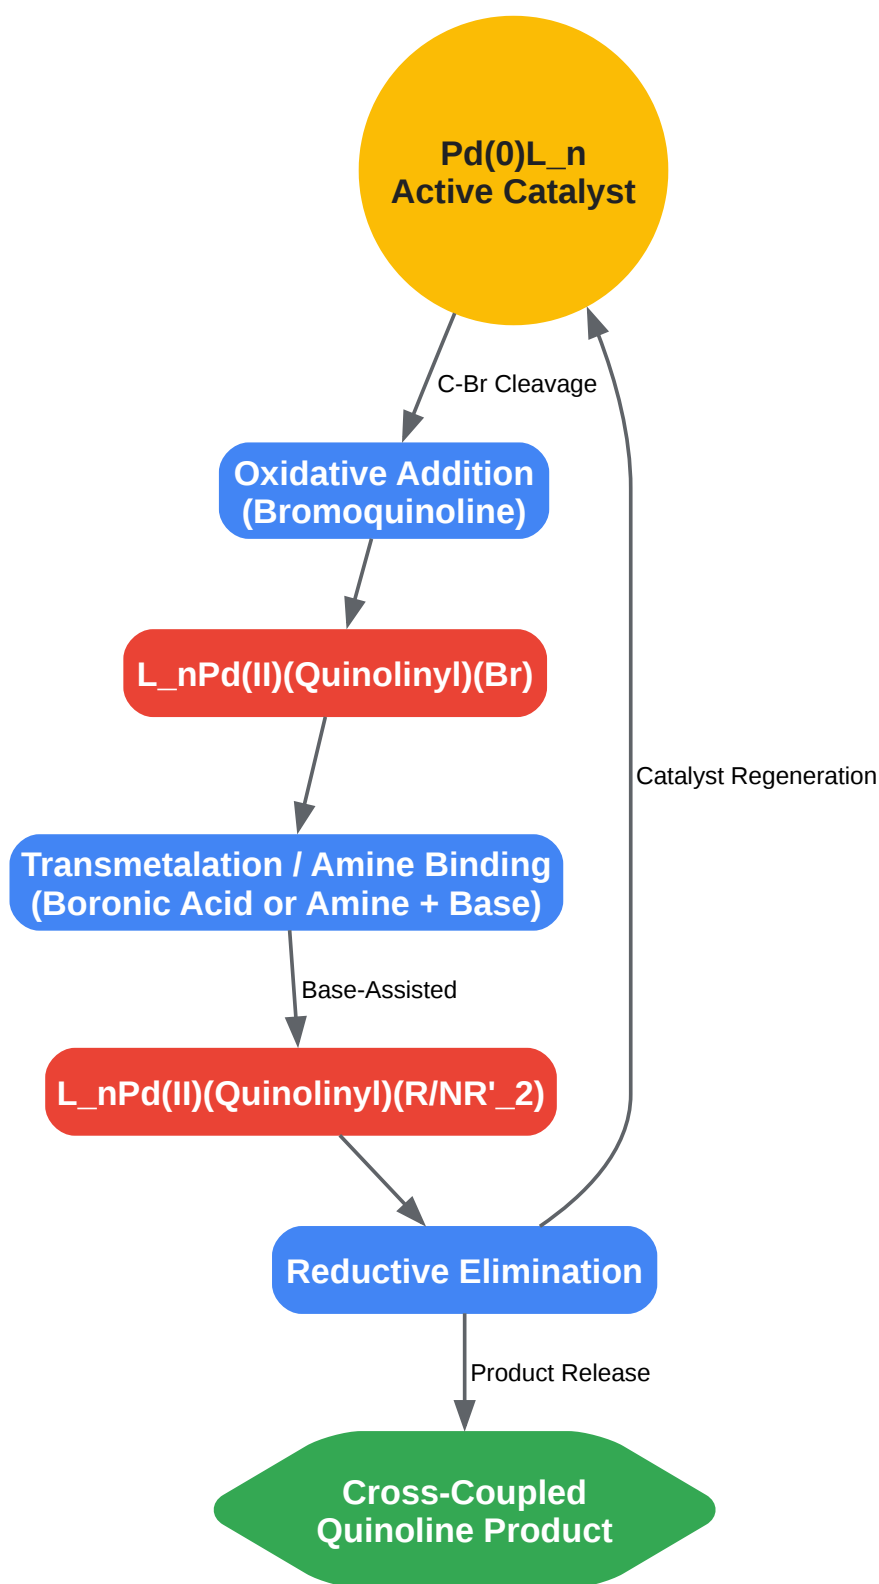 Pd(0)L_n
Active Catalyst
C-Br Cleavage
Oxidative Addition
(Bromoquinoline)
L_nPd(II)(Quinolinyl)(Br)
Catalyst Regeneration
Transmetalation / Amine Binding
(Boronic Acid or Amine + Base)
Base-Assisted
L_nPd(II)(Quinolinyl)(R/NR'_2)
Reductive Elimination
Product Release
Cross-Coupled
Quinoline Product